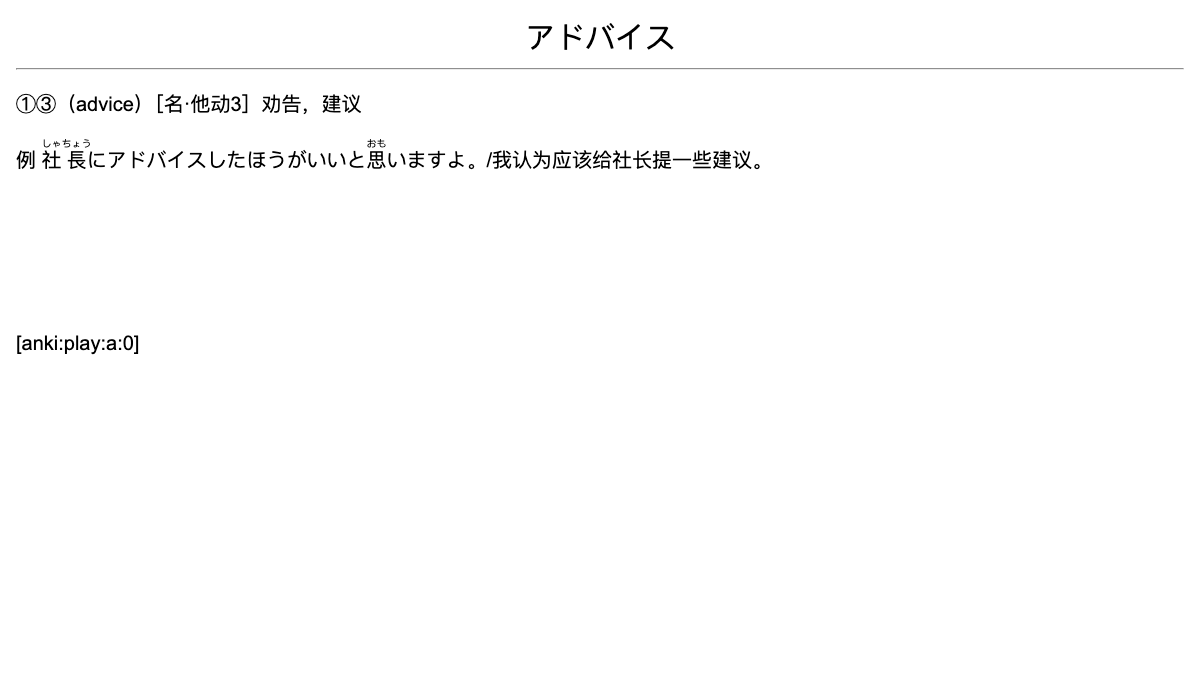 アドバイス
①③（advice）［名·他动3］劝告，建议
例 社長にアドバイスしたほうがいいと思いますよ。/我认为应该给社长提一些建议。
しゃちょう おも
[anki:play:a:0]